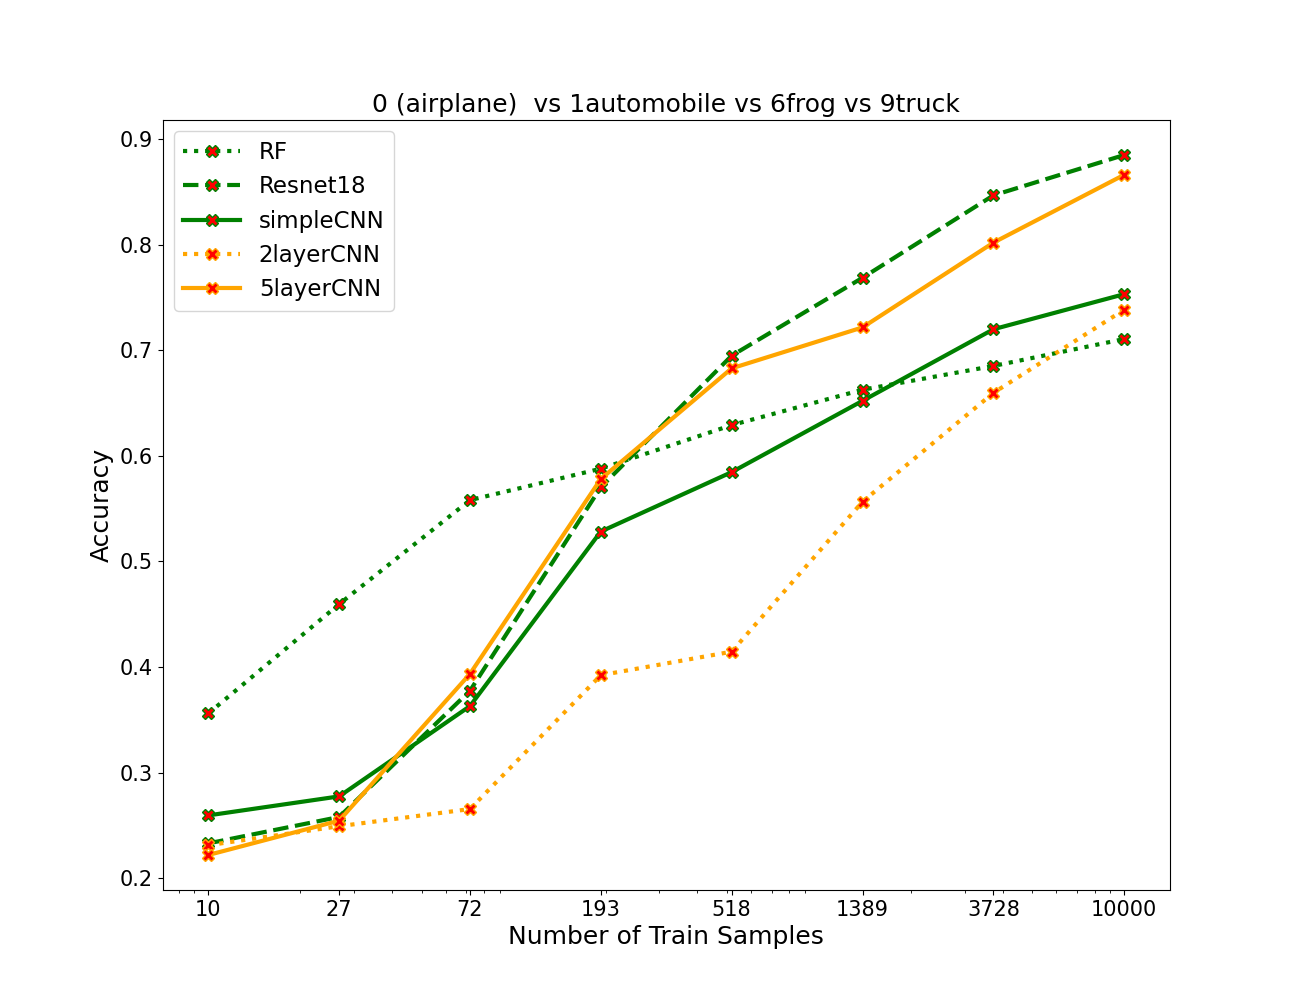 0 (airplane)  vs 1automobile vs 6frog vs 9truck
RF
Resnet18
simpleCNN
2layerCNN
5layerCNN
Accuracy
0.9
0.8
0.7
0.6
0.5
0.4
0.3
0.2
10 27 72 193 518 1389 3728 10000
Number of Train Samples